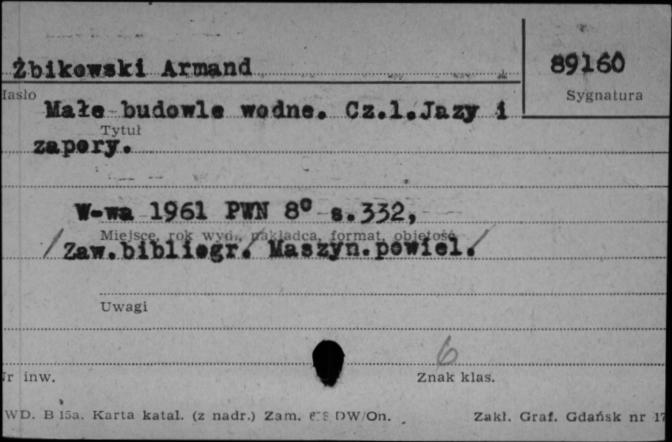 Żbikowski Armand
89160
Hasło
Sygnatura
Małe budowle wodne. Cz.1.Jazy i
Tytuł
zapory.
W-wa 1961 PWN 8° s.332,
Miejsce, rok wyd., nakładca, format, objętość
/Zaw.bibliogr./ Maszyn.powiel./
Uwagi
6
Nr inw.
Znak klas.
WD. B 15a. Karta katal. (z nadr.) Zam. DW/On.
Zakł. Graf. Gdańsk nr 17